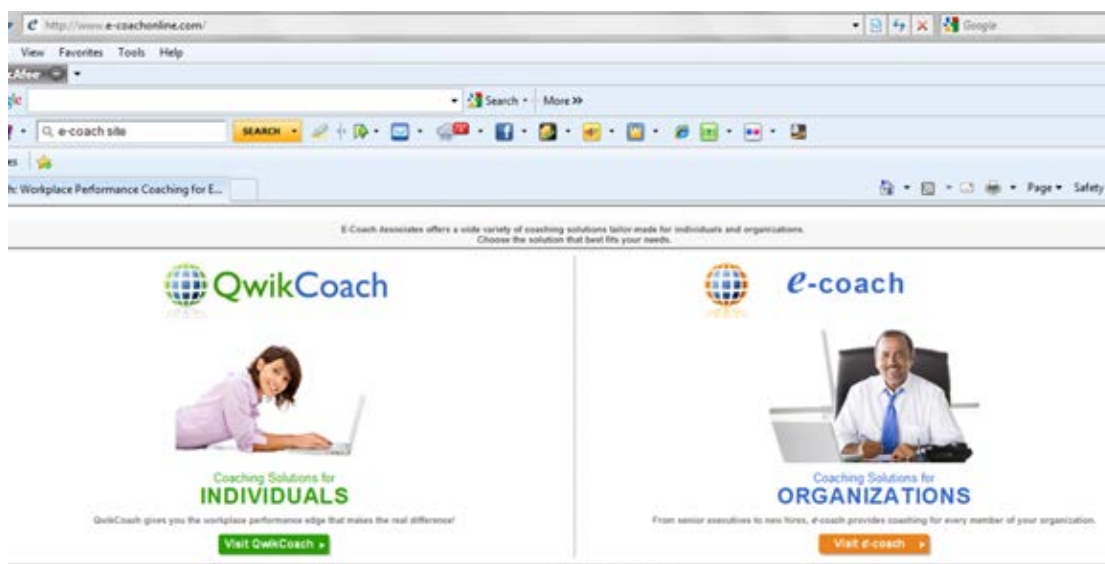 http://www.e-coachonline.com/
Google
View Favorites Tools Help
cAfee
gle Search More »
e-coach site SEARCH
es
h: Workplace Performance Coaching for E...
Page Safety
E-Coach Associates offers a wide variety of coaching solutions tailor-made for individuals and organizations.
Choose the solution that best fits your needs.
QwikCoach
Coaching Solutions for
INDIVIDUALS
QwikCoach gives you the workplace performance edge that makes the real difference!
Visit QwikCoach
e-coach
Coaching Solutions for
ORGANIZATIONS
From senior executives to new hires, e-coach provides coaching for every member of your organization.
Visit e-coach